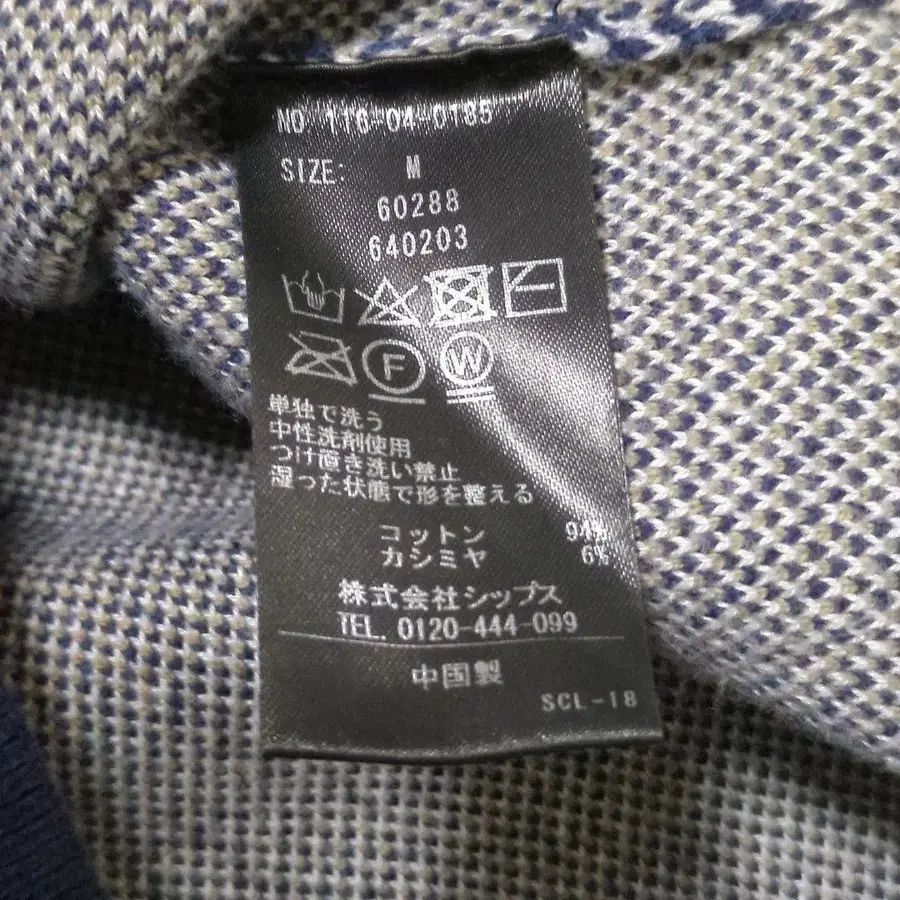 NO 116-04-0185
SIZE: M
60288
640203
F W
単独で洗う
中性洗剤使用
つけ置き洗い禁止
湿った状態で形を整える
コットン 94%
カシミヤ 6%
株式会社シップス
TEL. 0120-444-099
中国製
SCL-18